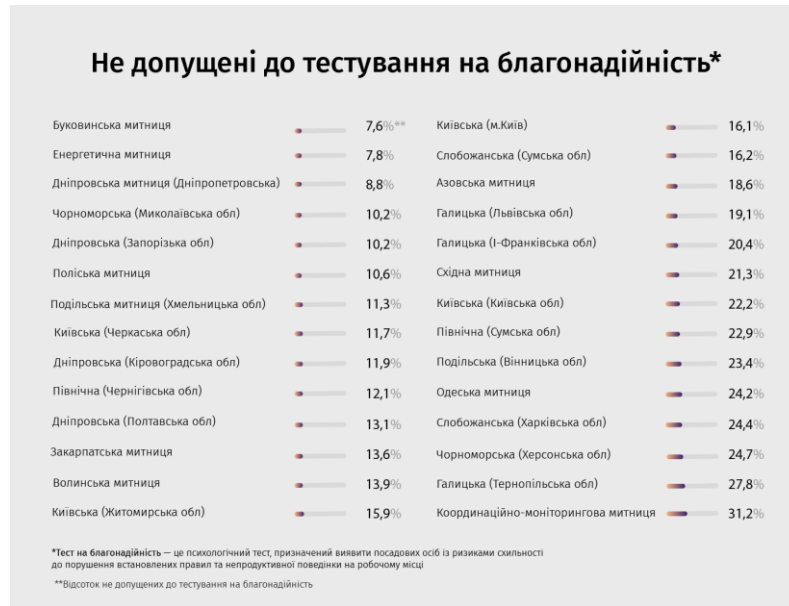 Не допущені до тестування на благонадійність*
Буковинська митниця 7,6%**
Енергетична митниця 7,8%
Дніпровська митниця (Дніпропетровська) 8,8%
Чорноморська (Миколаївська обл) 10,2%
Дніпровська (Запорізька обл) 10,2%
Поліська митниця 10,6%
Подільська митниця (Хмельницька обл) 11,3%
Київська (Черкаська обл) 11,7%
Дніпровська (Кіровоградська обл) 11,9%
Північна (Чернігівська обл) 12,1%
Дніпровська (Полтавська обл) 13,1%
Закарпатська митниця 13,6%
Волинська митниця 13,9%
Київська (Житомирська обл) 15,9%
Київська (м.Київ) 16,1%
Слобожанська (Сумська обл) 16,2%
Азовська митниця 18,6%
Галицька (Львівська обл) 19,1%
Галицька (І-Франківська обл) 20,4%
Східна митниця 21,3%
Київська (Київська обл) 22,2%
Північна (Сумська обл) 22,9%
Подільська (Вінницька обл) 23,4%
Одеська митниця 24,2%
Слобожанська (Харківська обл) 24,4%
Чорноморська (Херсонська обл) 24,7%
Галицька (Тернопільська обл) 27,8%
Координаційно-моніторингова митниця 31,2%
*Тест на благонадійність — це психологічний тест, призначений виявити посадових осіб із ризиками схильності
до порушення встановлених правил та непродуктивної поведінки на робочому місці
**Відсоток не допущених до тестування на благонадійність